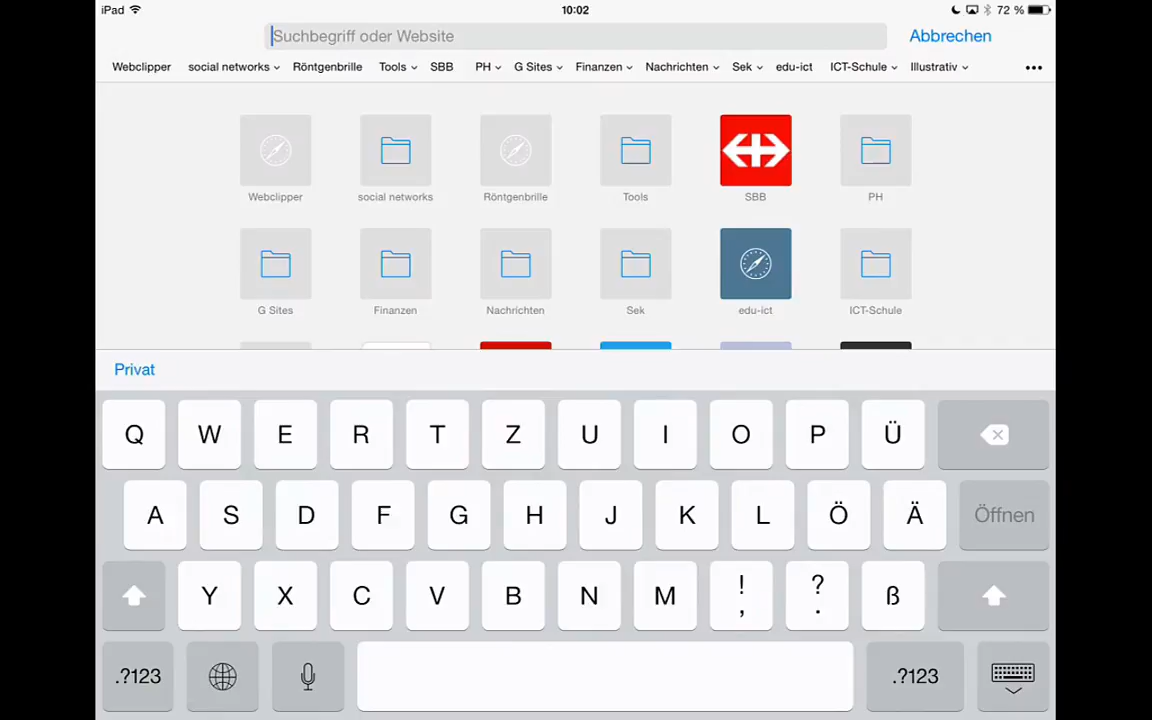 iPad 10:02 72 %
Suchbegriff oder Website Abbrechen
Webclipper social networks Röntgenbrille Tools SBB PH G Sites Finanzen Nachrichten Sek edu-ict ICT-Schule Illustrativ •••
Webclipper social networks Röntgenbrille Tools SBB PH
G Sites Finanzen Nachrichten Sek edu-ict ICT-Schule
Privat
Q W E R T Z U I O P Ü
A S D F G H J K L Ö Ä Öffnen
Y X C V B N M ! , ? . ß
.?123 .?123